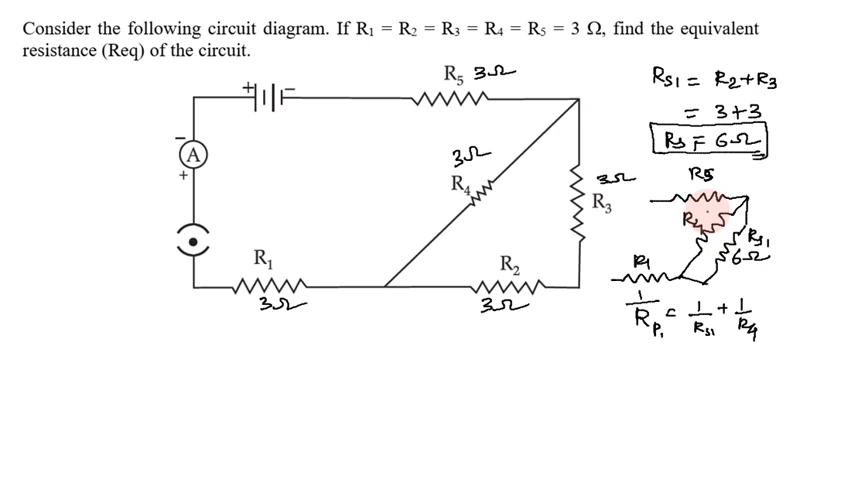 Consider the following circuit diagram. If R₁ = R₂ = R₃ = R₄ = R₅ = 3 Ω, find the equivalent
resistance (Req) of the circuit.
R₅ 3Ω
RS1 = R2+R3
= 3+3
Rs = 6Ω
+
−
A
+
3Ω
R₄
3Ω
R₃
R5
R4
RS1
6Ω
R₁
3Ω
R₂
3Ω
R1
1/RP1 = 1/RS1 + 1/R4